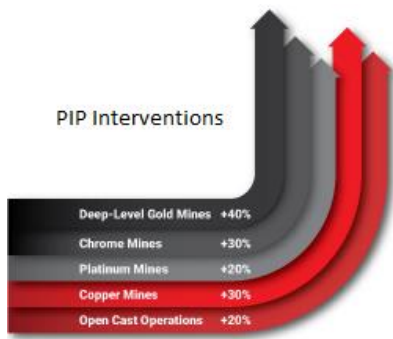 PIP Interventions
Deep-Level Gold Mines +40%
Chrome Mines +30%
Platinum Mines +20%
Copper Mines +30%
Open Cast Operations +20%